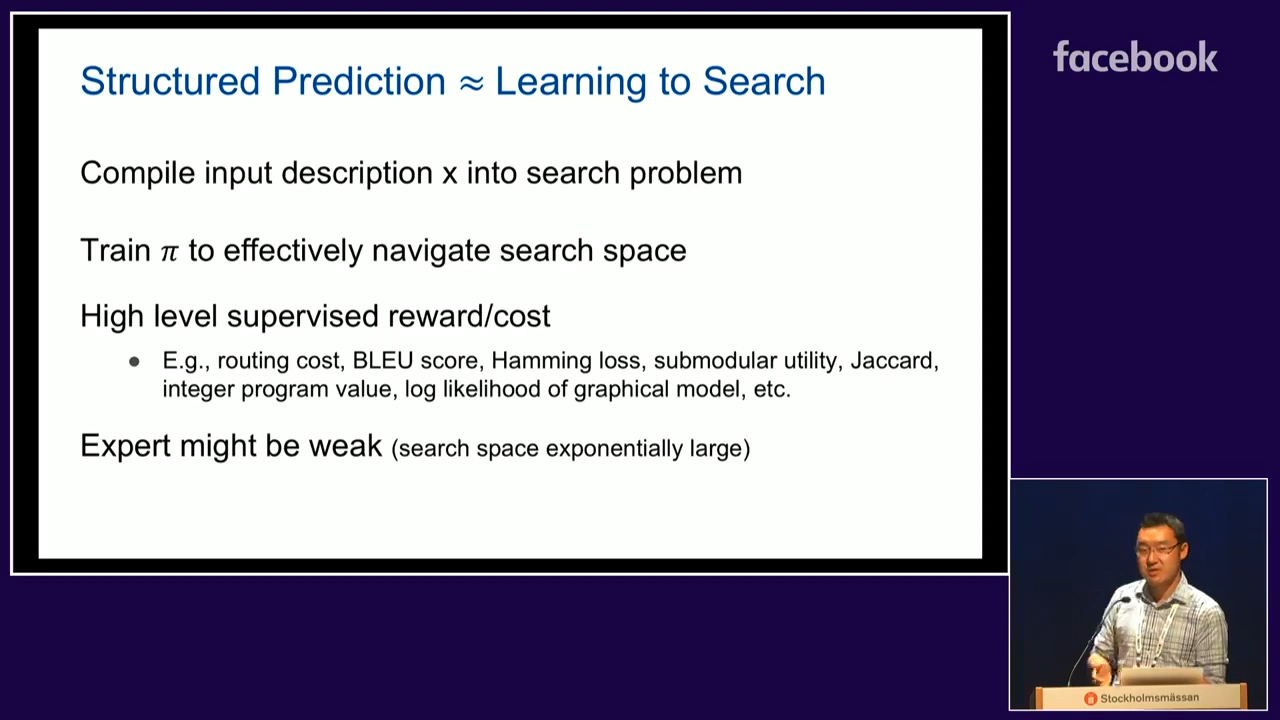 Structured Prediction ≈ Learning to Search
facebook
Compile input description x into search problem
Train π to effectively navigate search space
High level supervised reward/cost
● E.g., routing cost, BLEU score, Hamming loss, submodular utility, Jaccard,
integer program value, log likelihood of graphical model, etc.
Expert might be weak (search space exponentially large)
Stockholmsmässan